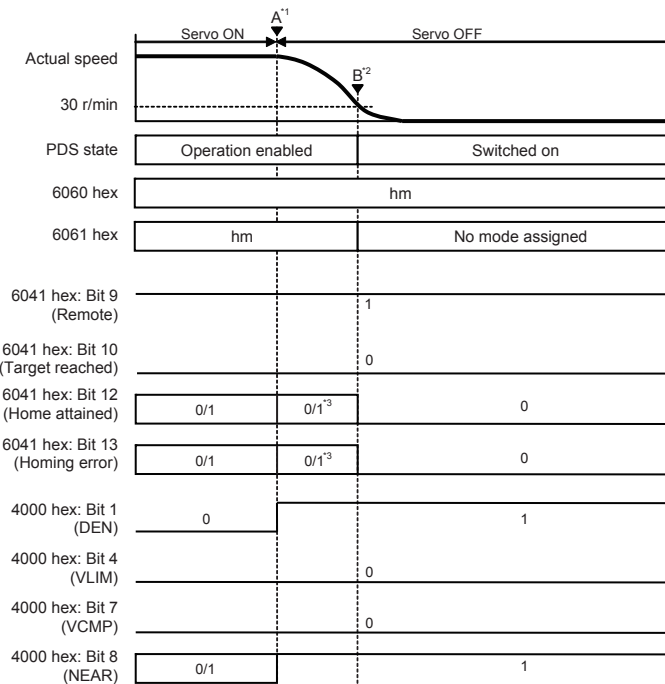 A*1
Servo ON
Servo OFF
Actual speed
B*2
30 r/min
PDS state
Operation enabled
Switched on
6060 hex
hm
6061 hex
hm
No mode assigned
6041 hex: Bit 9
(Remote)
1
6041 hex: Bit 10
(Target reached)
0
6041 hex: Bit 12
(Home attained)
0/1
0/1*3
0
6041 hex: Bit 13
(Homing error)
0/1
0/1*3
0
4000 hex: Bit 1
(DEN)
0
1
4000 hex: Bit 4
(VLIM)
0
4000 hex: Bit 7
(VCMP)
0
4000 hex: Bit 8
(NEAR)
0/1
1